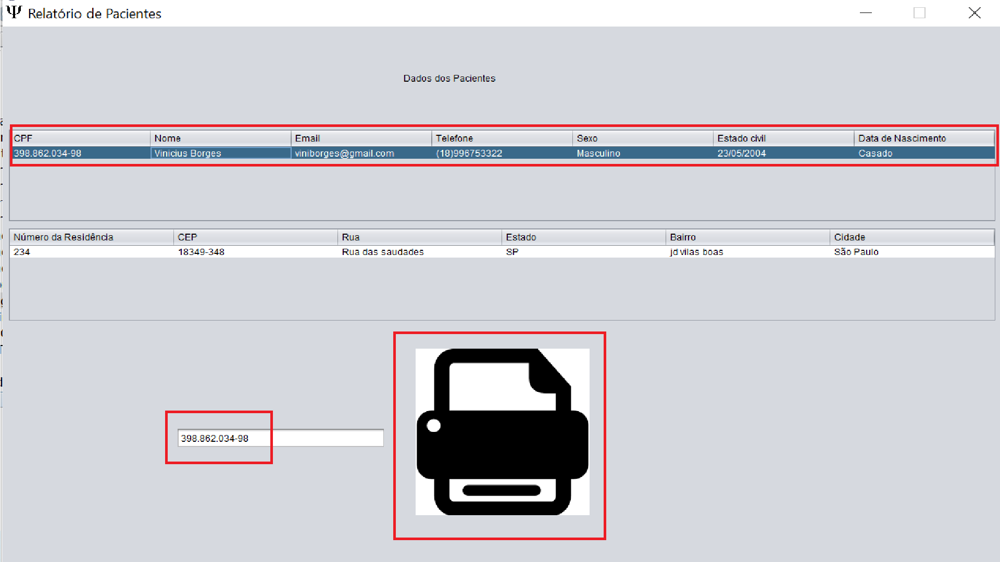 Ψ Relatório de Pacientes
Dados dos Pacientes
CPF Nome Email Telefone Sexo Estado civil Data de Nascimento
398.862.034-98 Vinicius Borges viniborges@gmail.com (18)996753322 Masculino 23/05/2004 Casado
Número da Residência CEP Rua Estado Bairro Cidade
234 18349-348 Rua das saudades SP jd vilas boas São Paulo
398.862.034-98